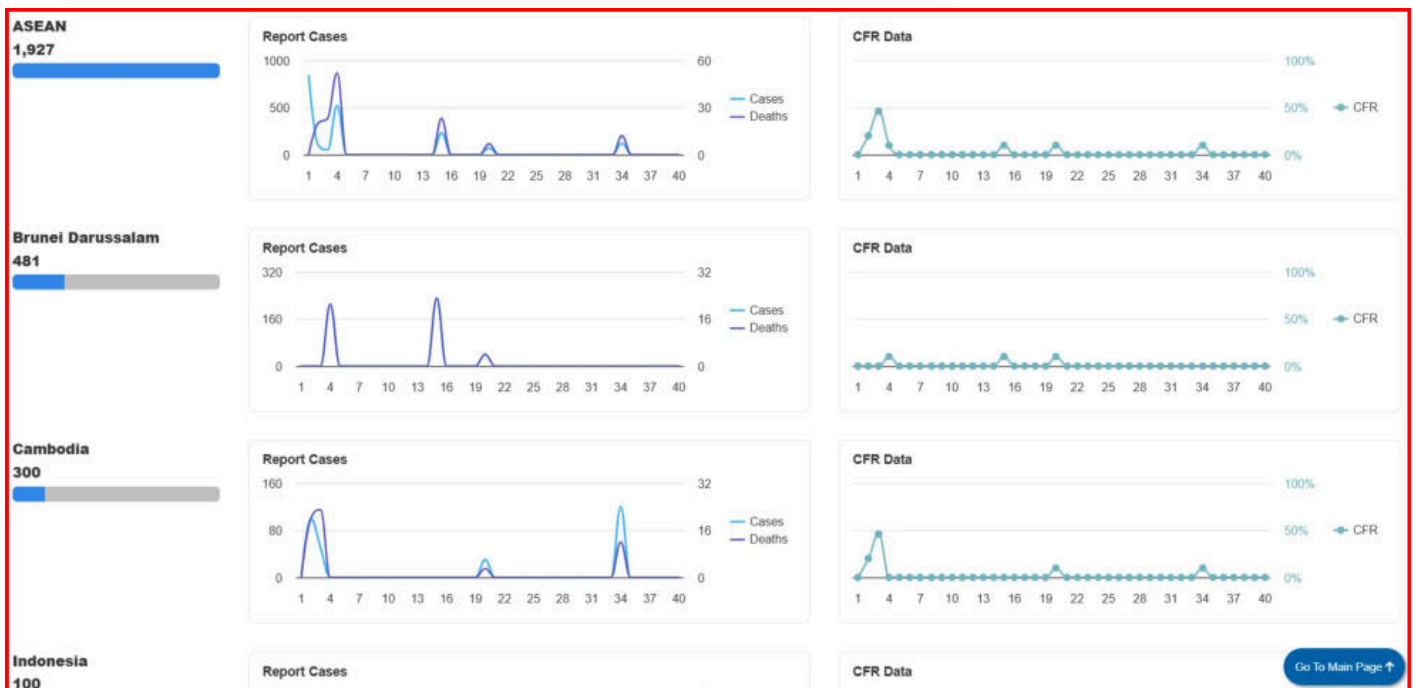 ASEAN
1,927
Report Cases
1000 60
500 30
0 0
Cases
Deaths
1 4 7 10 13 16 19 22 25 28 31 34 37 40
CFR Data
100%
50%
0%
CFR
1 4 7 10 13 16 19 22 25 28 31 34 37 40
Brunei Darussalam
481
Report Cases
320 32
160 16
0 0
Cases
Deaths
1 4 7 10 13 16 19 22 25 28 31 34 37 40
CFR Data
100%
50%
0%
CFR
1 4 7 10 13 16 19 22 25 28 31 34 37 40
Cambodia
300
Report Cases
160 32
80 16
0 0
Cases
Deaths
1 4 7 10 13 16 19 22 25 28 31 34 37 40
CFR Data
100%
50%
0%
CFR
1 4 7 10 13 16 19 22 25 28 31 34 37 40
Indonesia
100
Report Cases
CFR Data
Go To Main Page ↑